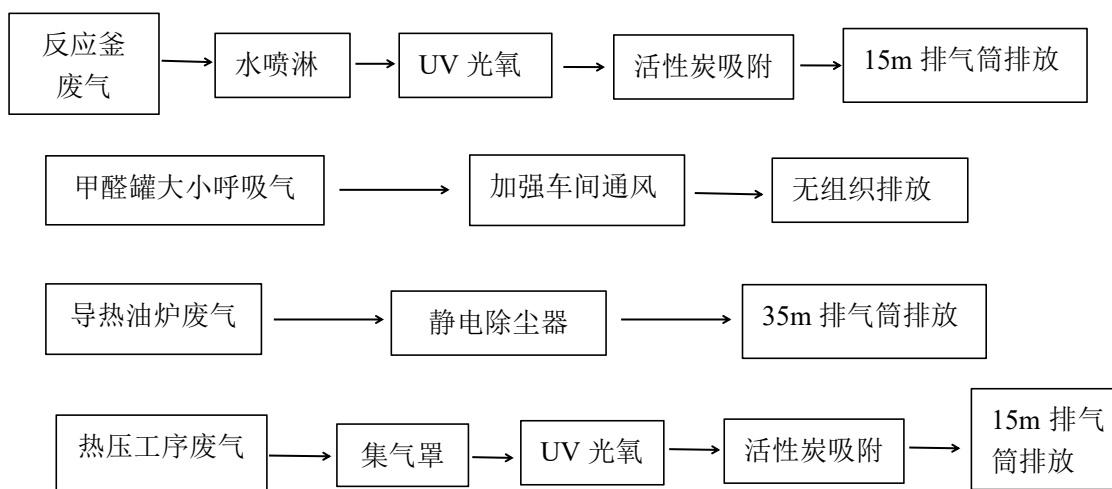 反应釜
废气
水喷淋
UV 光氧
活性炭吸附
15m 排气筒排放
甲醛罐大小呼吸气
加强车间通风
无组织排放
导热油炉废气
静电除尘器
35m 排气筒排放
热压工序废气
集气罩
UV 光氧
活性炭吸附
15m 排气
筒排放